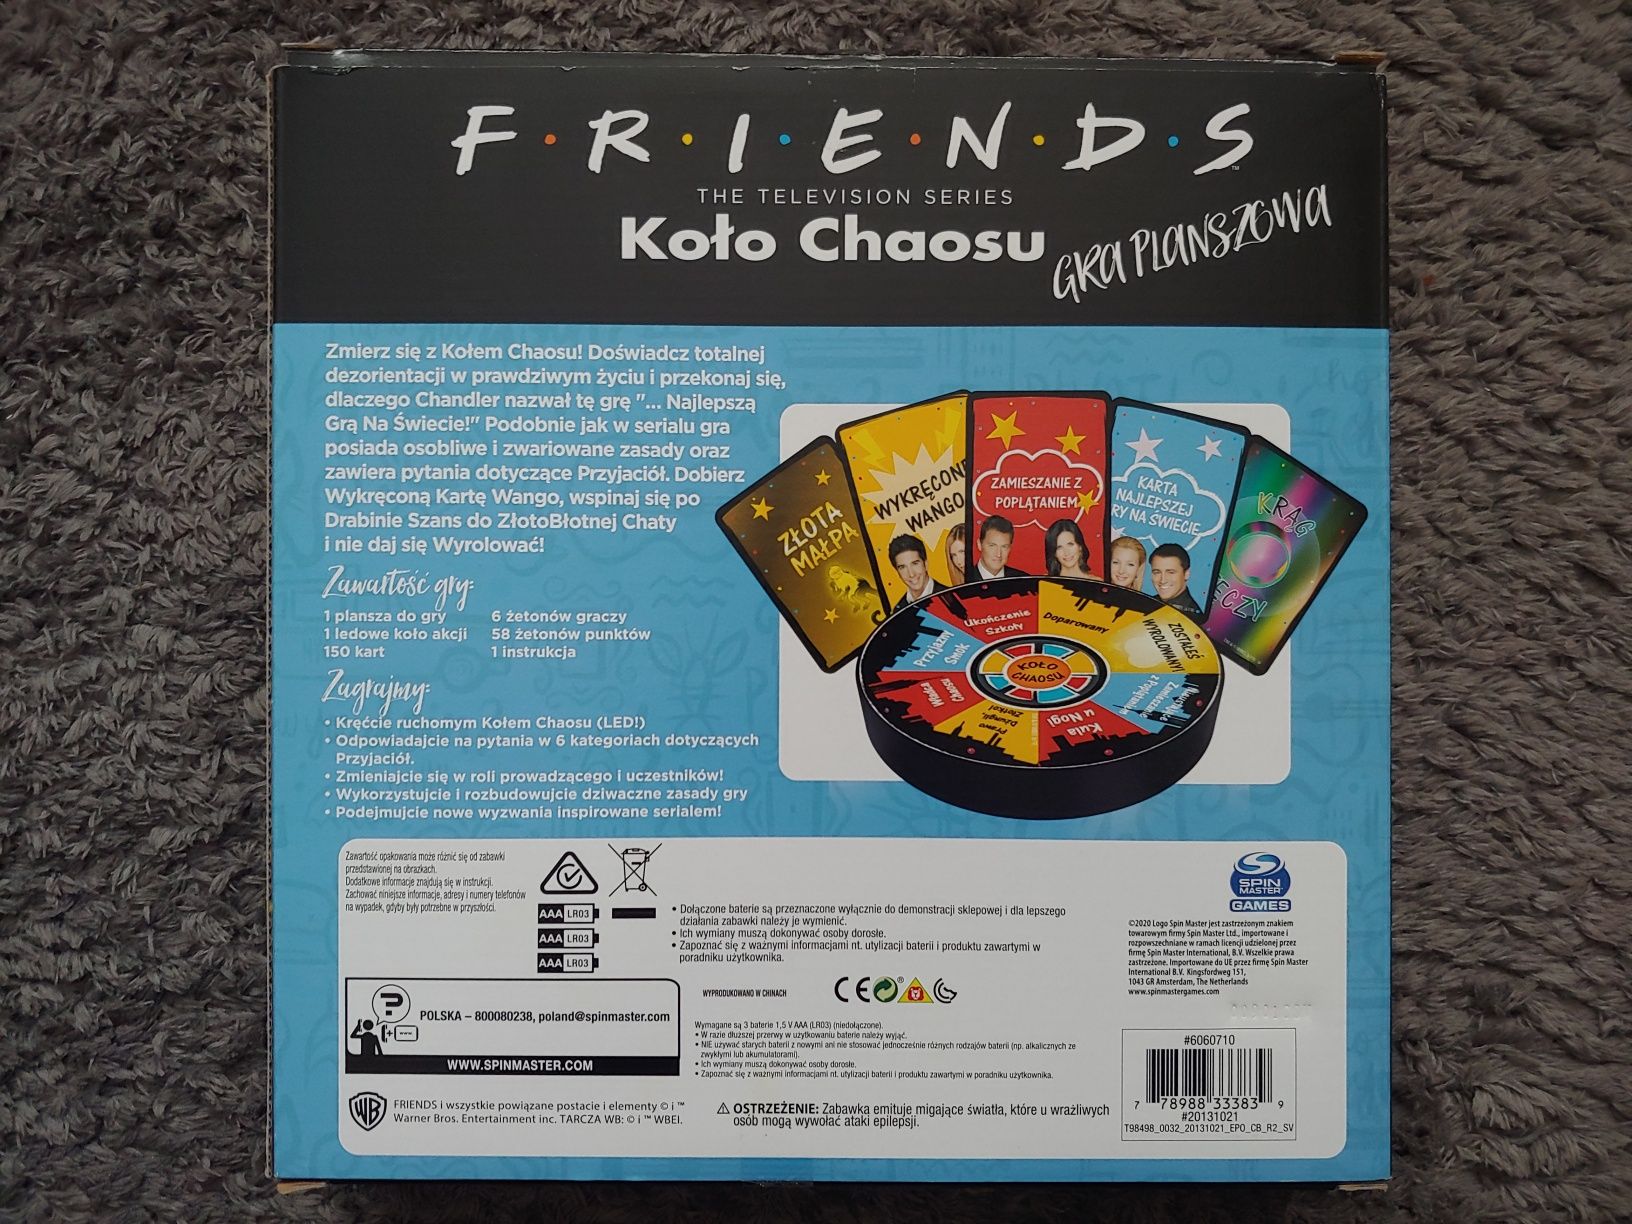 F•R•I•E•N•D•S™
THE TELEVISION SERIES
Koło Chaosu
GRA PLANSZOWA
Zmierz się z Kołem Chaosu! Doświadcz totalnej
dezorientacji w prawdziwym życiu i przekonaj się,
dlaczego Chandler nazwał tę grę "... Najlepszą
Grą Na Świecie!" Podobnie jak w serialu gra
posiada osobliwe i zwariowane zasady oraz
zawiera pytania dotyczące Przyjaciół. Dobierz
Wykręconą Kartę Wango, wspinaj się po
Drabinie Szans do ZłotoBłotnej Chaty
i nie daj się Wyrolować!
Zawartość gry:
1 plansza do gry
1 ledowe koło akcji
150 kart
6 żetonów graczy
58 żetonów punktów
1 instrukcja
Zagrajmy:
• Kręćcie ruchomym Kołem Chaosu (LED!)
• Odpowiadajcie na pytania w 6 kategoriach dotyczących
Przyjaciół.
• Zmieniajcie się w roli prowadzącego i uczestników!
• Wykorzystujcie i rozbudowujcie dziwaczne zasady gry
• Podejmujcie nowe wyzwania inspirowane serialem!
ZŁOTA
MAŁPA
WYKRĘCON
WANGO
ZAMIESZANIE Z
POPLĄTANIEM
KARTA
NAJLEPSZEJ
RY NA ŚWIECIE
KRĄG
ECZY
Ukończenie
Szkoły
Doparowany
ZOSTAŁEŚ
WYROLOWANY!
Zamieszanie
z Poplątaniem
Kula
u Nogi
Prawo
Dżungli,
Złotko!
Władca
Chaosu
Przyjazny
Smok
KOŁO
CHAOSU
Zawartość opakowania może różnić się od zabawki
przedstawionej na obrazkach.
Dodatkowe informacje znajdują się w instrukcji.
Zachować niniejsze informacje, adresy i numery telefonów
na wypadek, gdyby były potrzebne w przyszłości.
AAA LR03
AAA LR03
AAA LR03
• Dołączone baterie są przeznaczone wyłącznie do demonstracji sklepowej i dla lepszego
działania zabawki należy je wymienić.
• Ich wymiany muszą dokonywać osoby dorosłe.
• Zapoznać się z ważnymi informacjami nt. utylizacji baterii i produktu zawartymi w
poradniku użytkownika.
SPIN
MASTER
GAMES
©2020 Logo Spin Master jest zastrzeżonym znakiem
towarowym firmy Spin Master Ltd., importowane i
rozpowszechniane w ramach licencji udzielonej przez
firmę Spin Master International, B.V. Wszelkie prawa
zastrzeżone. Importowane do UE przez firmę Spin Master
International B.V. Kingsfordweg 151,
1043 GR Amsterdam, The Netherlands
www.spinmastergames.com
?
+ www
POLSKA – 800080238, poland@spinmaster.com
WWW.SPINMASTER.COM
WYPRODUKOWANO W CHINACH
CE
Wymagane są 3 baterie 1,5 V AAA (LR03) (niedołączone).
• W razie dłuższej przerwy w użytkowaniu baterie należy wyjąć.
• NIE używać starych baterii z nowymi ani nie stosować jednocześnie różnych rodzajów baterii (np. alkalicznych ze
zwykłymi lub akumulatorami).
• Ich wymiany muszą dokonywać osoby dorosłe.
• Zapoznać się z ważnymi informacjami nt. utylizacji baterii i produktu zawartymi w poradniku użytkownika.
WB
FRIENDS i wszystkie powiązane postacie i elementy © i ™
Warner Bros. Entertainment inc. TARCZA WB: © i ™ WBEI.
⚠ OSTRZEŻENIE: Zabawka emituje migające światła, które u wrażliwych
osób mogą wywołać ataki epilepsji.
#6060710
7 78988 33383 9
#20131021
T98498_0032_20131021_EPO_CB_R2_SV